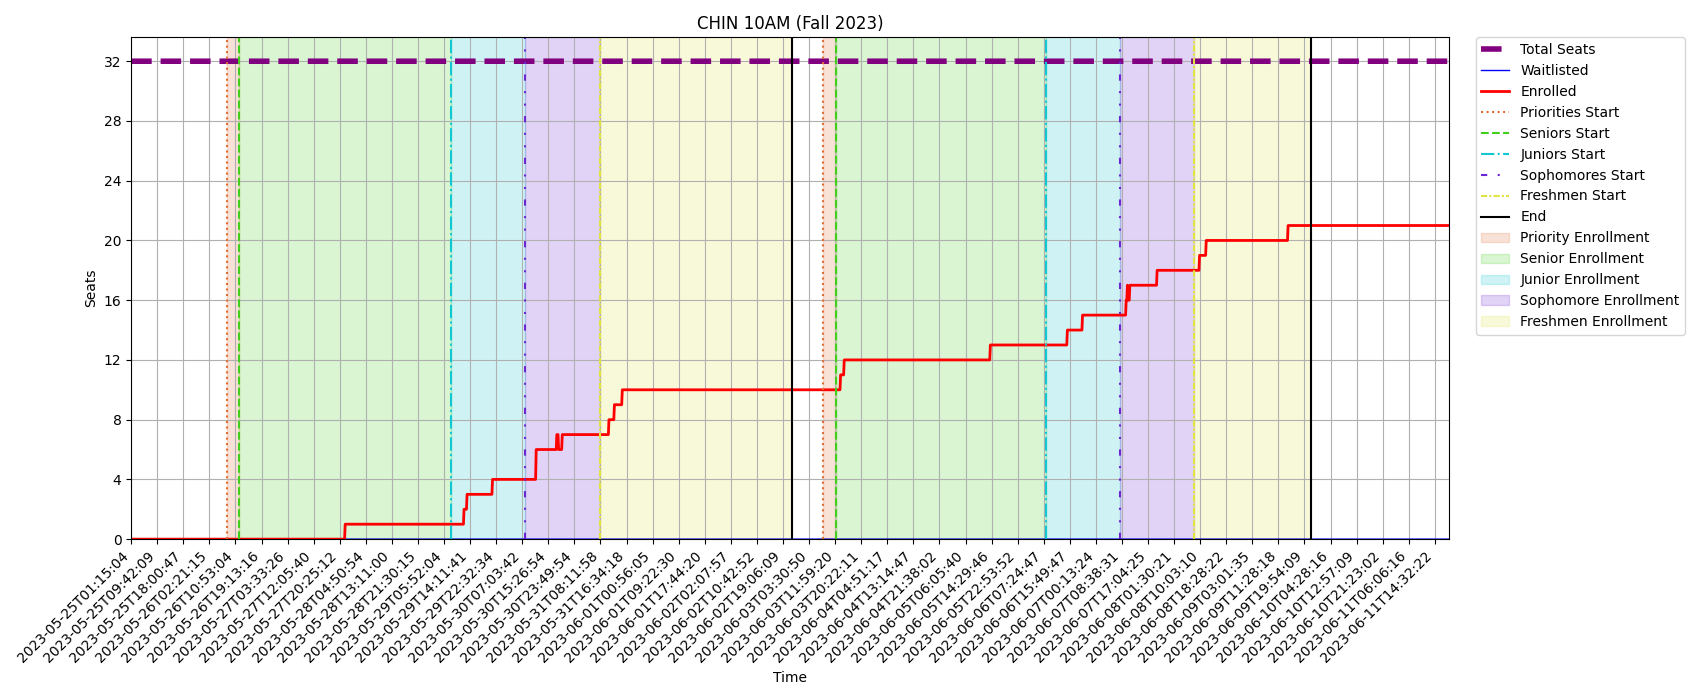 CHIN 10AM (Fall 2023)
Seats
32
28
24
20
16
12
8
4
0
2023-05-25T01:15:04
2023-05-25T09:42:09
2023-05-25T18:00:47
2023-05-26T02:21:15
2023-05-26T10:53:04
2023-05-26T19:13:16
2023-05-27T03:33:26
2023-05-27T12:05:40
2023-05-27T20:25:12
2023-05-28T04:50:54
2023-05-28T13:11:00
2023-05-28T21:30:15
2023-05-29T05:52:04
2023-05-29T14:11:41
2023-05-29T22:32:34
2023-05-30T07:03:42
2023-05-30T15:26:54
2023-05-30T23:49:54
2023-05-31T08:11:58
2023-05-31T16:34:18
2023-06-01T00:56:05
2023-06-01T09:22:30
2023-06-01T17:44:20
2023-06-02T02:07:57
2023-06-02T10:42:52
2023-06-02T19:06:09
2023-06-03T03:30:50
2023-06-03T11:59:20
2023-06-03T20:22:11
2023-06-04T04:51:17
2023-06-04T13:14:47
2023-06-04T21:38:02
2023-06-05T06:05:40
2023-06-05T14:29:46
2023-06-05T22:53:52
2023-06-06T07:24:47
2023-06-06T15:49:47
2023-06-07T00:13:24
2023-06-07T08:38:31
2023-06-07T17:04:25
2023-06-08T01:30:21
2023-06-08T10:03:10
2023-06-08T18:28:22
2023-06-09T03:01:35
2023-06-09T11:28:18
2023-06-09T19:54:09
2023-06-10T04:28:16
2023-06-10T12:57:09
2023-06-10T21:23:02
2023-06-11T06:06:16
2023-06-11T14:32:22
Time
Total Seats
Waitlisted
Enrolled
Priorities Start
Seniors Start
Juniors Start
Sophomores Start
Freshmen Start
End
Priority Enrollment
Senior Enrollment
Junior Enrollment
Sophomore Enrollment
Freshmen Enrollment